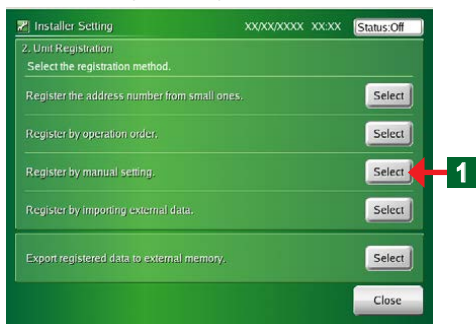 Installer Setting XX/XX/XXXX XX:XX Status:Off
2. Unit Registration
Select the registration method.
Register the address number from small ones. Select
Register by operation order. Select
Register by manual setting. Select 1
Register by importing external data. Select
Export registered data to external memory. Select
Close